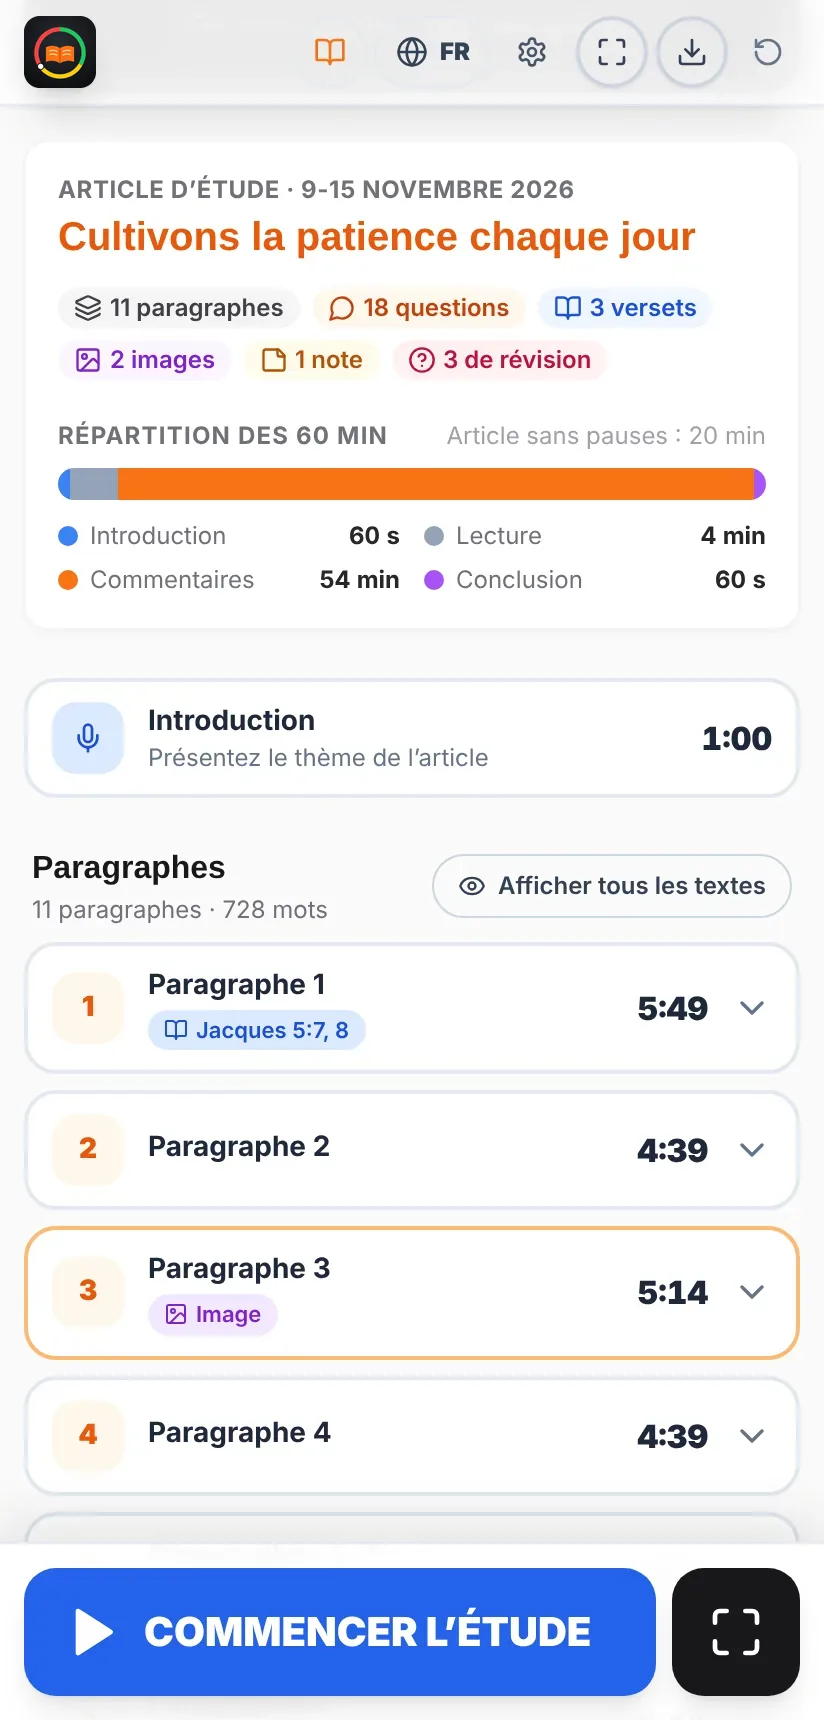 FR
ARTICLE D’ÉTUDE · 9-15 NOVEMBRE 2026
Cultivons la patience chaque jour
11 paragraphes
18 questions
3 versets
2 images
1 note
3 de révision
RÉPARTITION DES 60 MIN
Article sans pauses : 20 min
Introduction 60 s
Lecture 4 min
Commentaires 54 min
Conclusion 60 s
Introduction
Présentez le thème de l’article
1:00
Paragraphes
11 paragraphes · 728 mots
Afficher tous les textes
1
Paragraphe 1
Jacques 5:7, 8
5:49
2
Paragraphe 2
4:39
3
Paragraphe 3
Image
5:14
4
Paragraphe 4
4:39
COMMENCER L’ÉTUDE